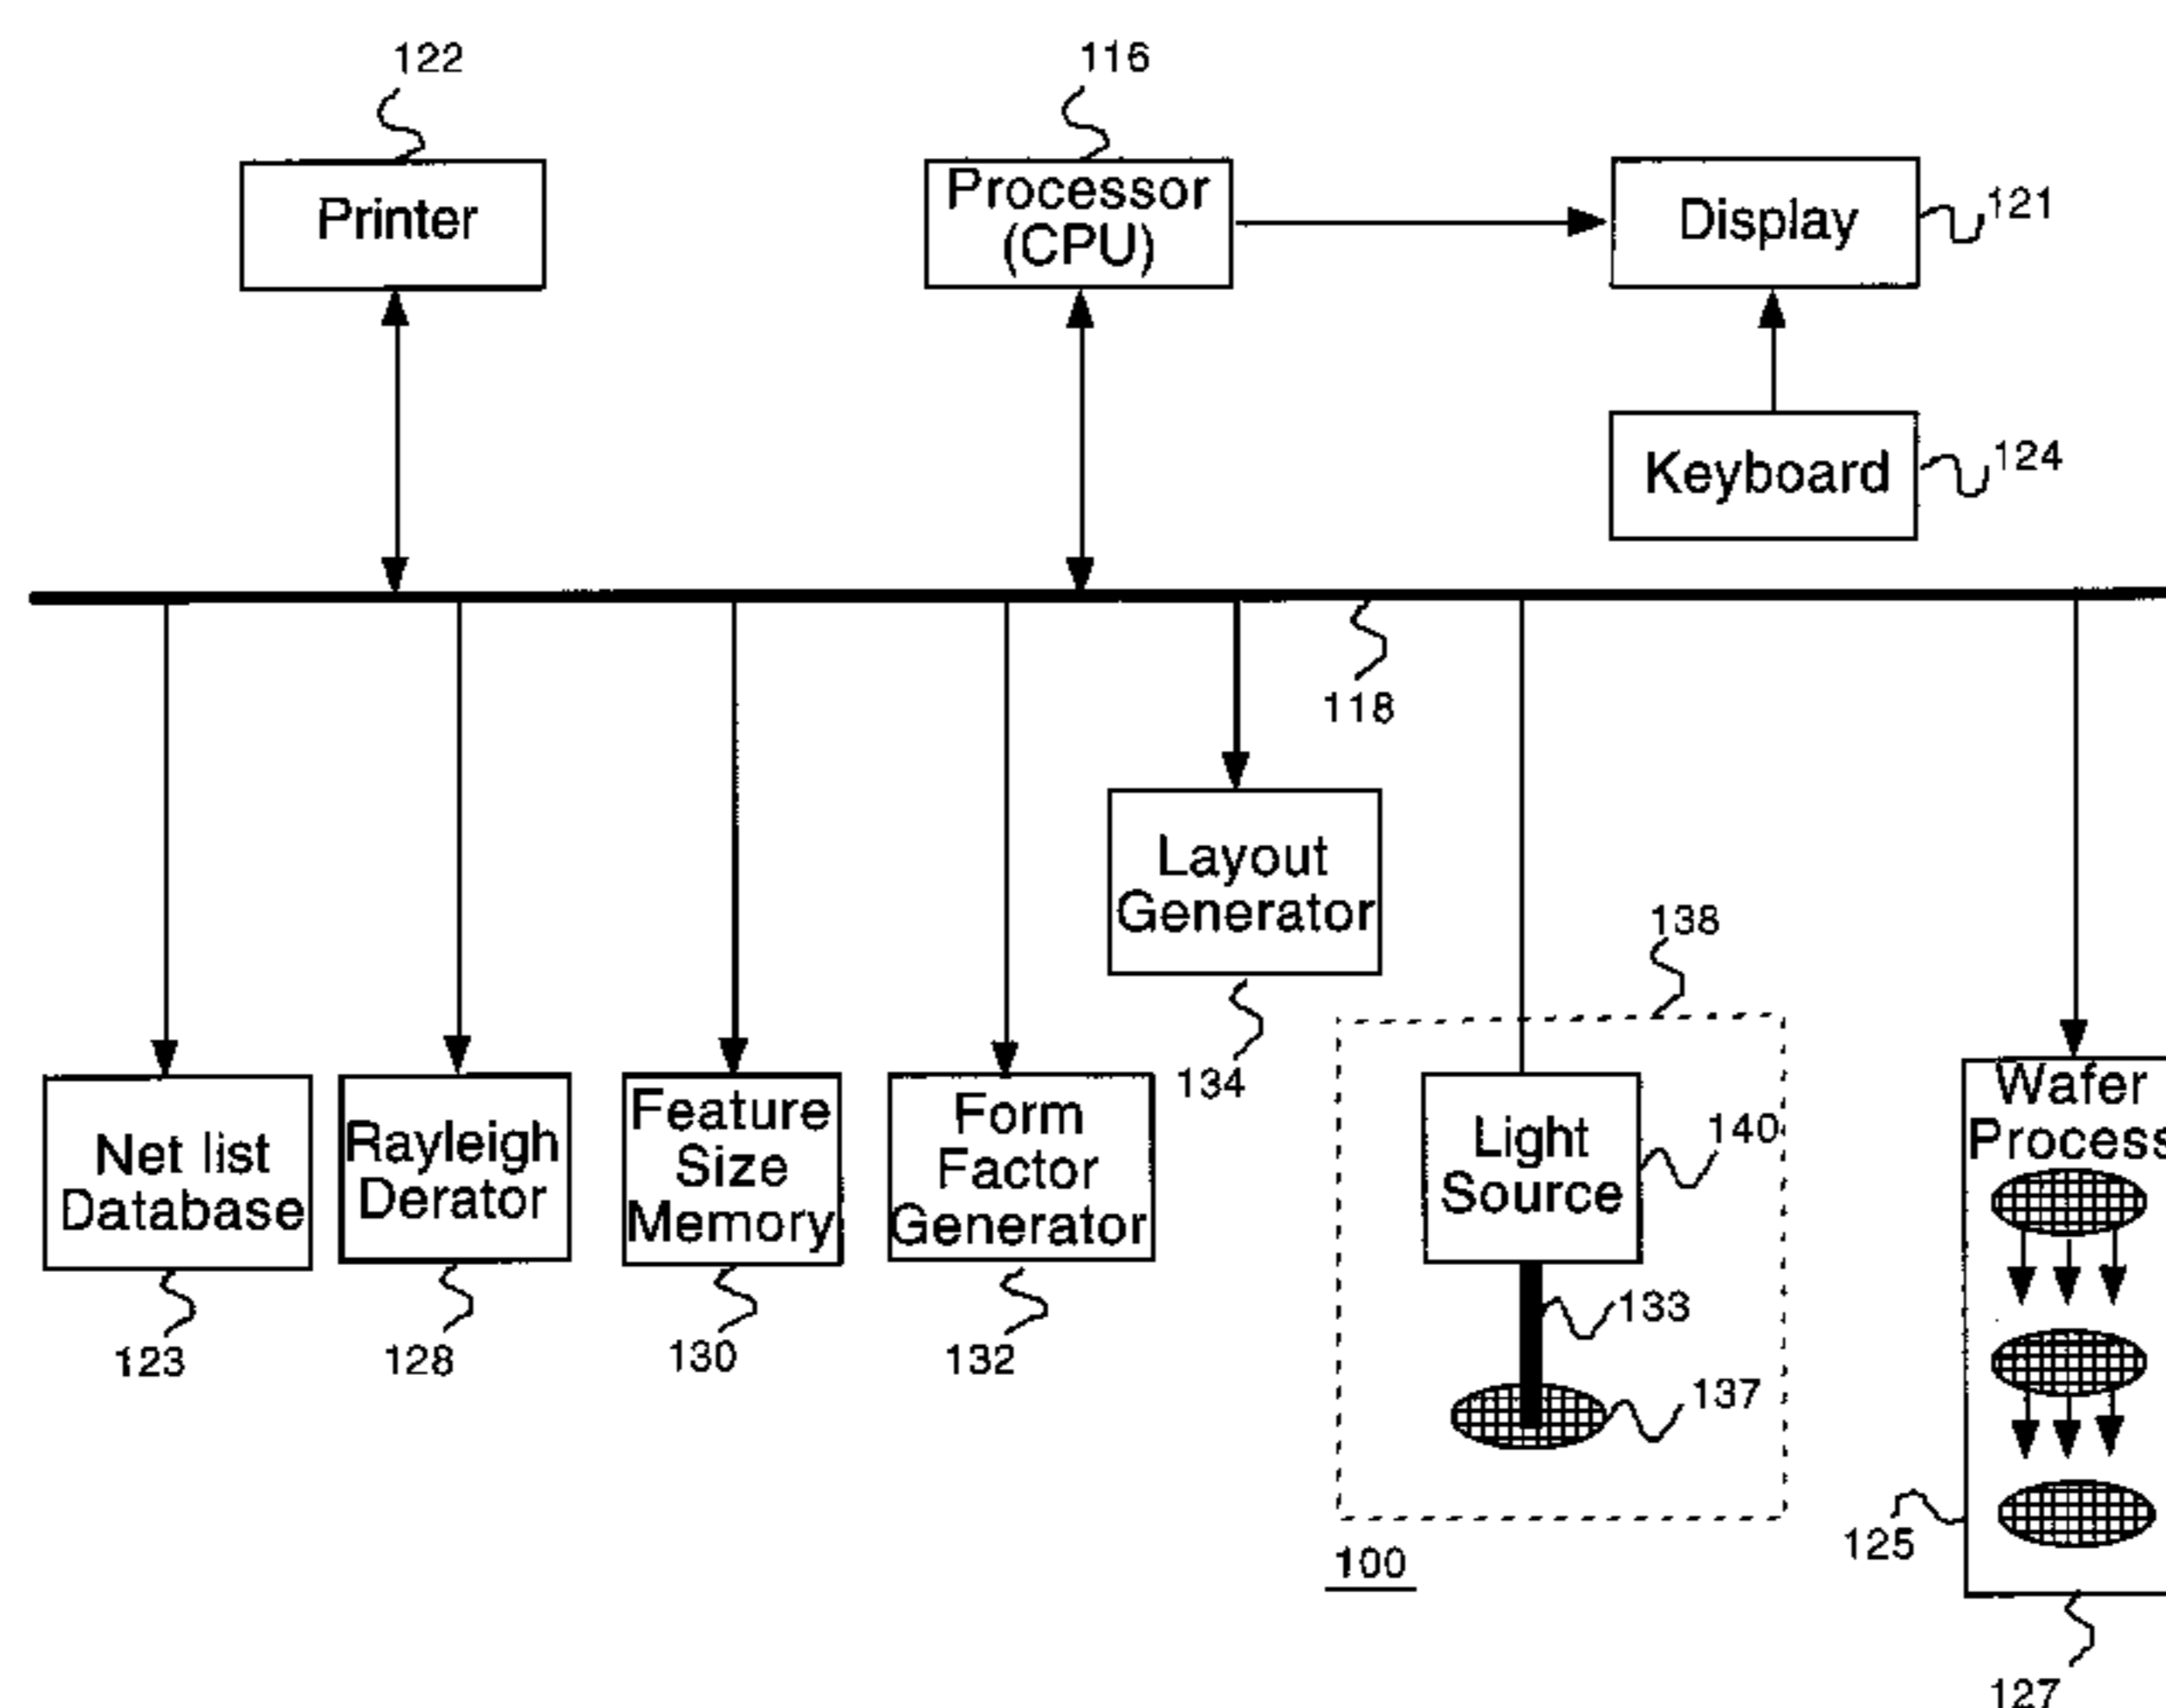 122
116
Printer
Processor
(CPU)
Display
121
Keyboard
124
118
Layout
Generator
138
134
Net list
Database
Rayleigh
Derator
Feature
Size
Memory
Form
Factor
Generator
Light
Source
140
Wafer
Process
123
128
130
132
133
137
125
100
127